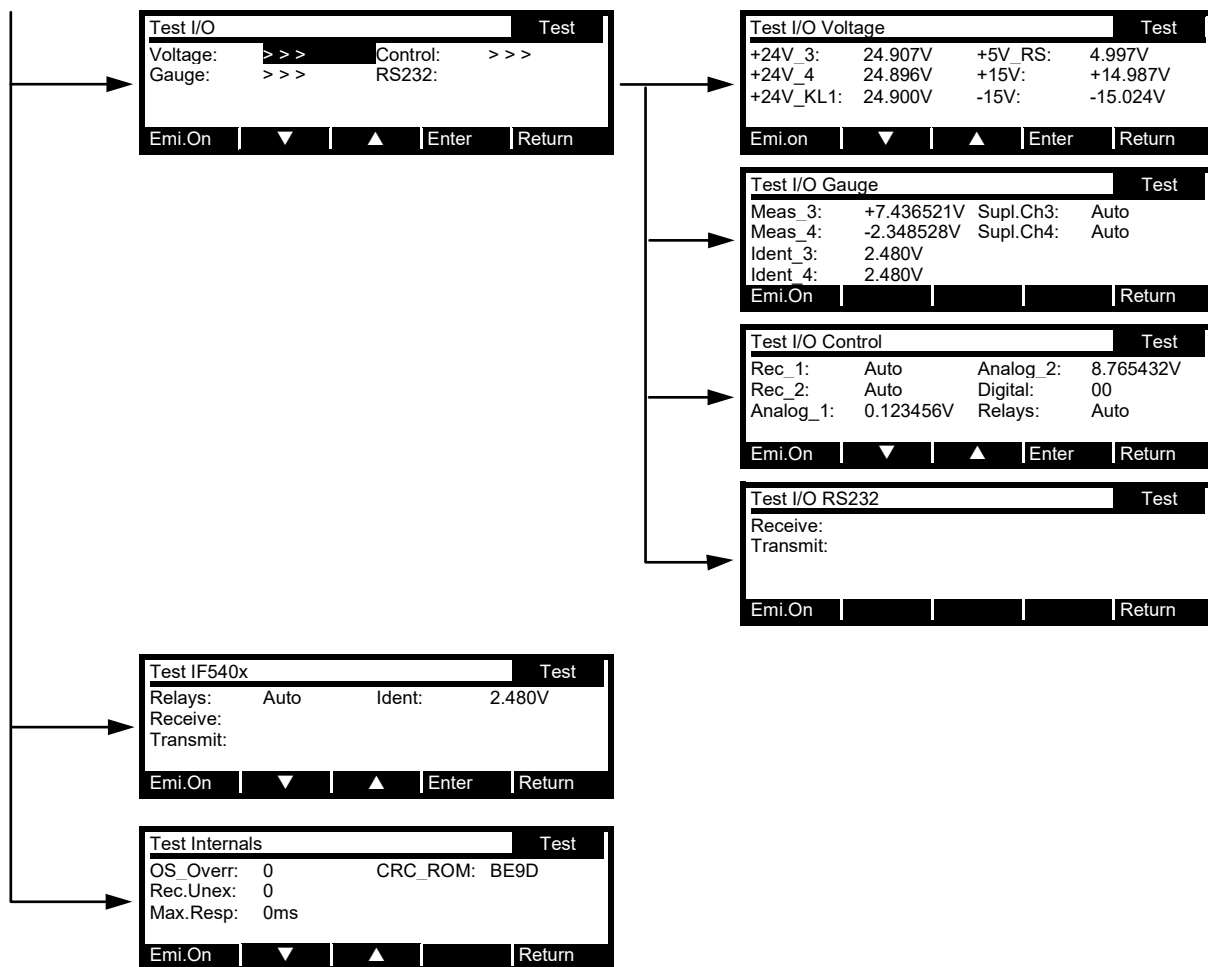 Test I/O Test
Voltage: > > > Control: > > >
Gauge: > > > RS232:
Emi.On ▼ ▲ Enter Return
Test I/O Voltage Test
+24V_3: 24.907V +5V_RS: 4.997V
+24V_4 24.896V +15V: +14.987V
+24V_KL1: 24.900V -15V: -15.024V
Emi.on ▼ ▲ Enter Return
Test I/O Gauge Test
Meas_3: +7.436521V Supl.Ch3: Auto
Meas_4: -2.348528V Supl.Ch4: Auto
Ident_3: 2.480V
Ident_4: 2.480V
Emi.On Return
Test I/O Control Test
Rec_1: Auto Analog_2: 8.765432V
Rec_2: Auto Digital: 00
Analog_1: 0.123456V Relays: Auto
Emi.On ▼ ▲ Enter Return
Test I/O RS232 Test
Receive:
Transmit:
Emi.On Return
Test IF540x Test
Relays: Auto Ident: 2.480V
Receive:
Transmit:
Emi.On ▼ ▲ Enter Return
Test Internals Test
OS_Overr: 0 CRC_ROM: BE9D
Rec.Unex: 0
Max.Resp: 0ms
Emi.On ▼ ▲ Return